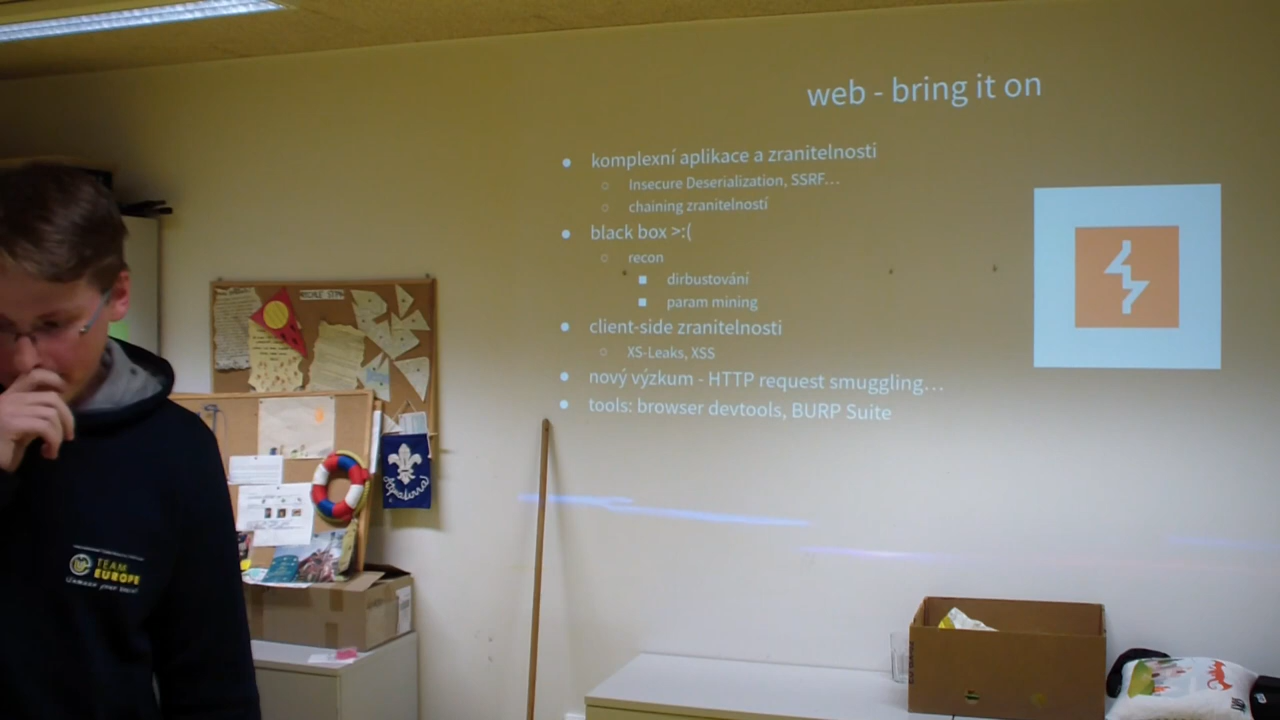 web - bring it on
komplexní aplikace a zranitelnosti
Insecure Deserialization, SSRF…
chaining zranitelností
black box >:(
recon
dirbustování
param mining
client-side zranitelnosti
XS-Leaks, XSS
nový výzkum - HTTP request smuggling…
tools: browser devtools, BURP Suite
TEAM
EUROPE